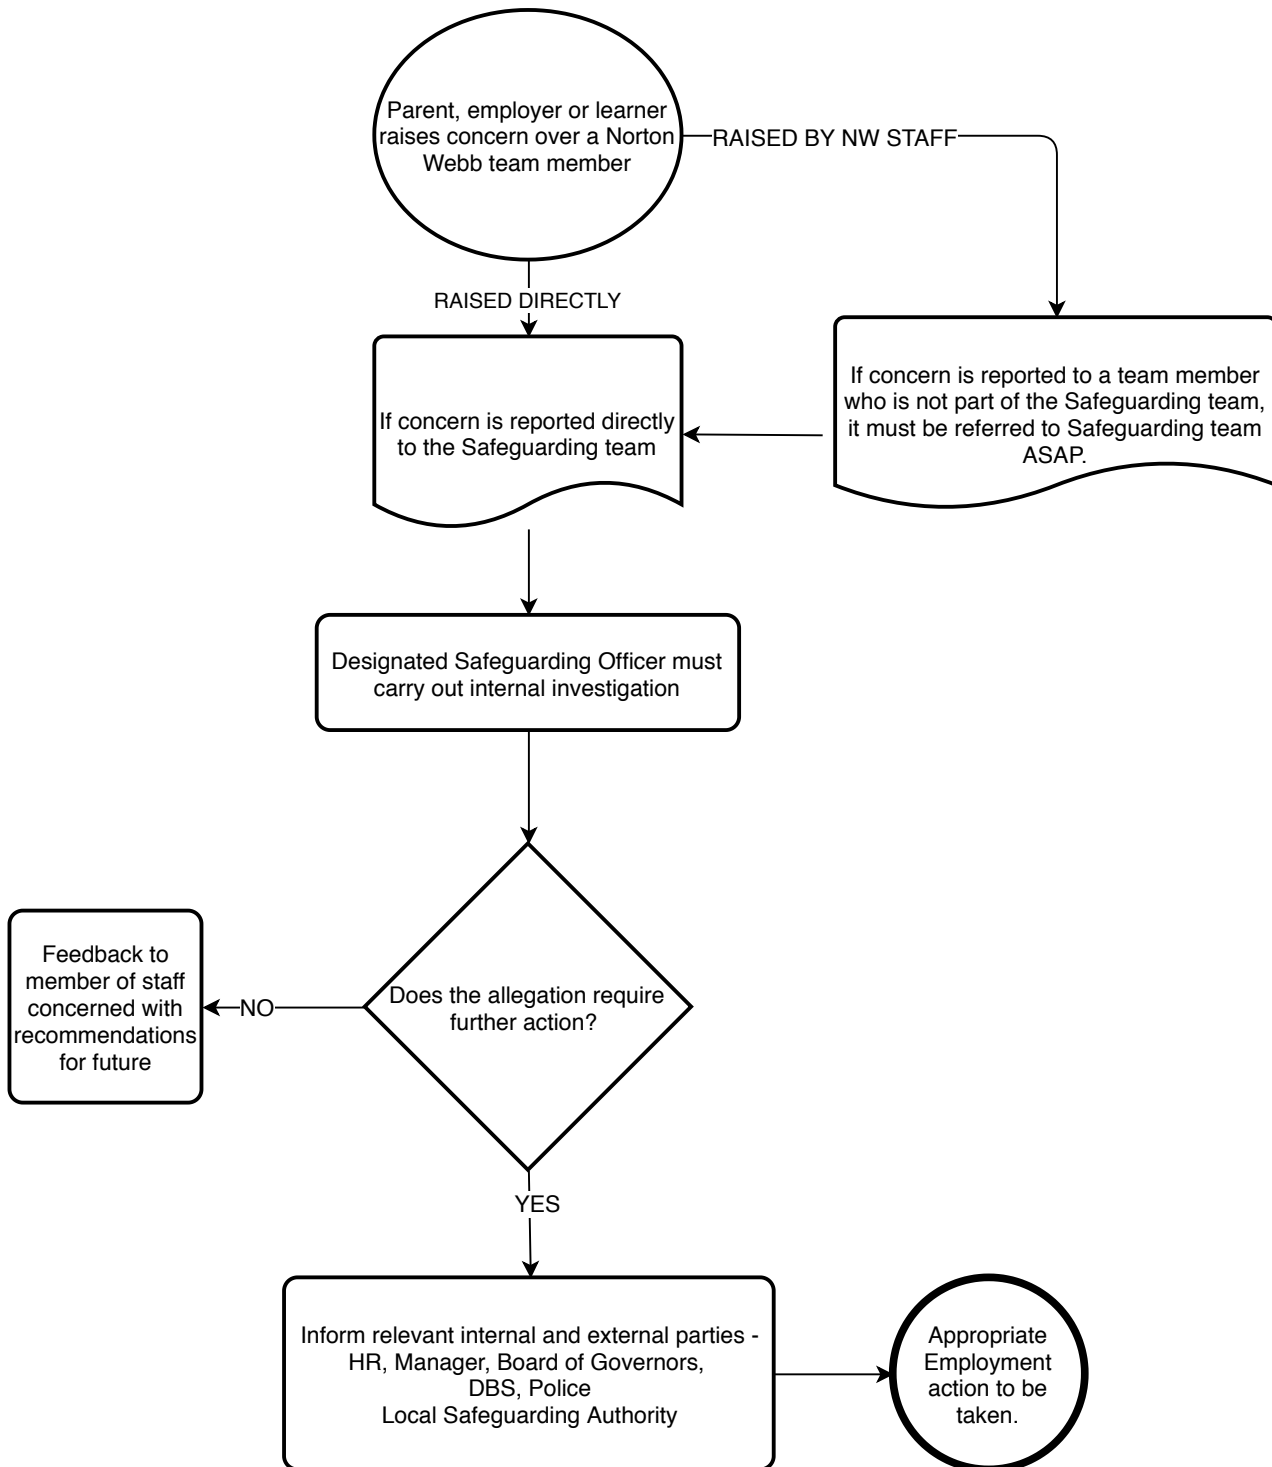 Parent, employer or learner
raises concern over a Norton
Webb team member
RAISED BY NW STAFF
RAISED DIRECTLY
If concern is reported directly
to the Safeguarding team
If concern is reported to a team member
who is not part of the Safeguarding team,
it must be referred to Safeguarding team
ASAP.
Designated Safeguarding Officer must
carry out internal investigation
Does the allegation require
further action?
NO
Feedback to
member of staff
concerned with
recommendations
for future
YES
Inform relevant internal and external parties -
HR, Manager, Board of Governors,
DBS, Police
Local Safeguarding Authority
Appropriate
Employment
action to be
taken.